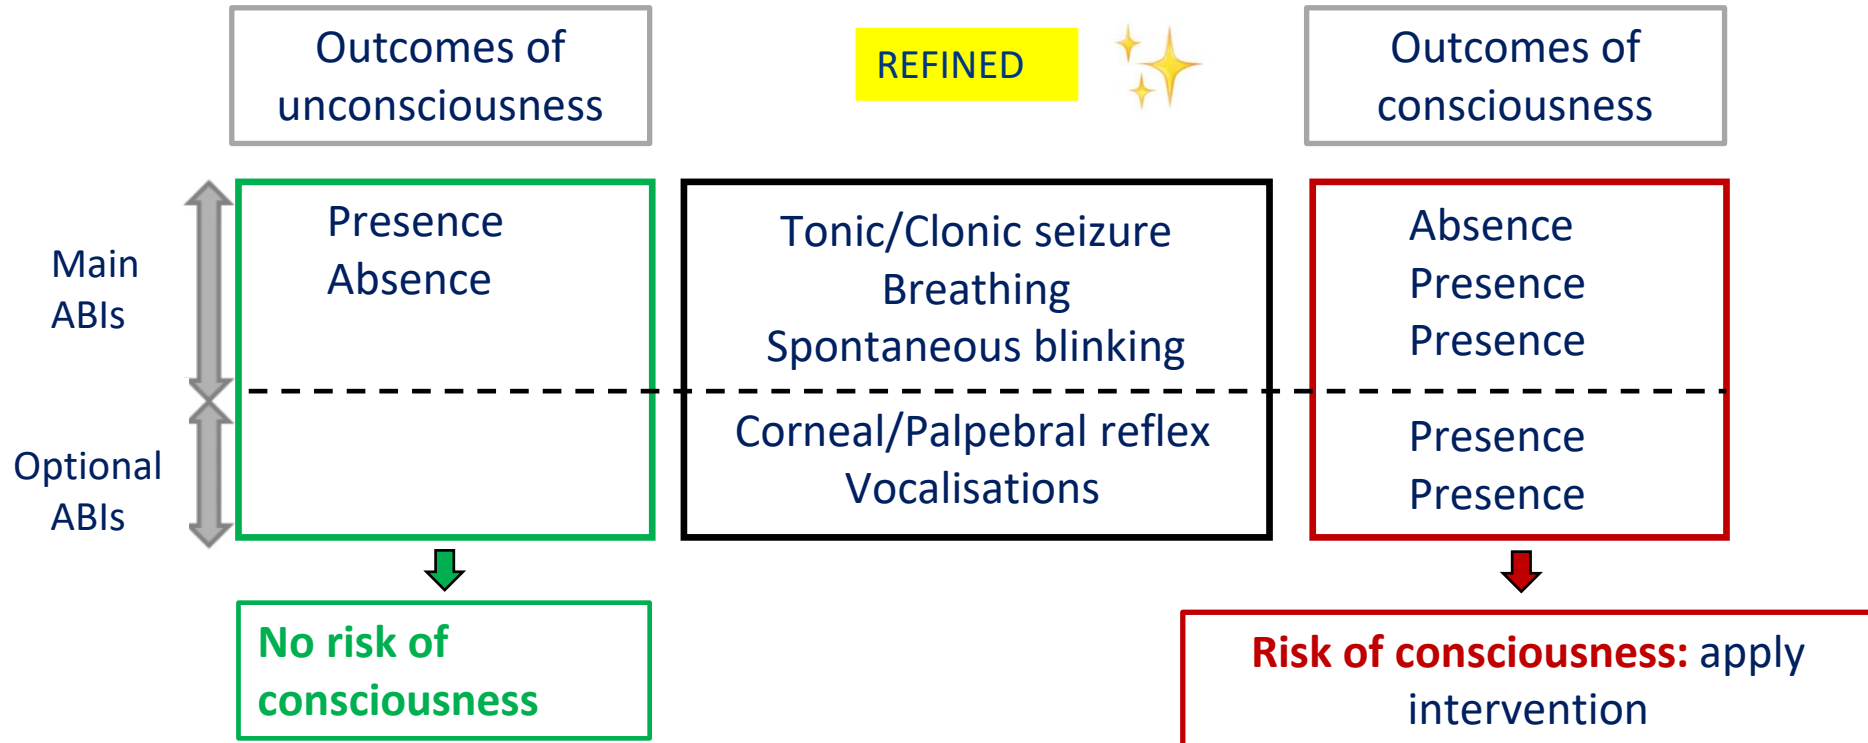 Outcomes of
unconsciousness
REFINED
Outcomes of
consciousness
Main
ABIs
Presence
Absence
Tonic/Clonic seizure
Breathing
Spontaneous blinking
Absence
Presence
Presence
Optional
ABIs
Corneal/Palpebral reflex
Vocalisations
Presence
Presence
No risk of
consciousness
Risk of consciousness: apply
intervention